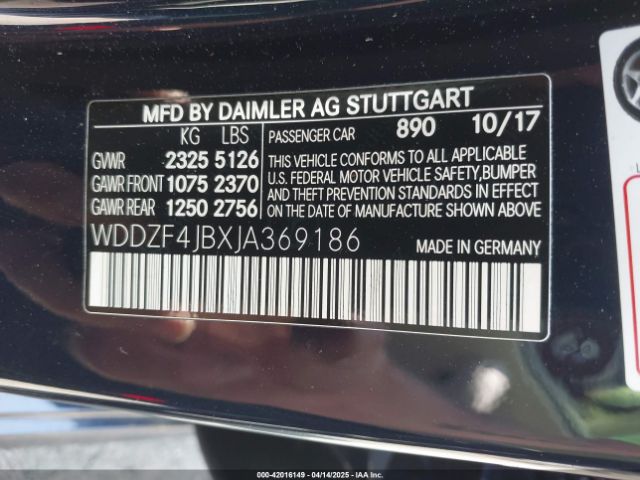 MFD BY DAIMLER AG STUTTGART
KG LBS
GVWR 2325 5126
GAWR FRONT 1075 2370
GAWR REAR 1250 2756
PASSENGER CAR 890 10/17
THIS VEHICLE CONFORMS TO ALL APPLICABLE
U.S. FEDERAL MOTOR VEHICLE SAFETY,BUMPER
AND THEFT PREVENTION STANDARDS IN EFFECT
ON THE DATE OF MANUFACTURE SHOWN ABOVE
WDDZF4JBXJA369186 MADE IN GERMANY
000-42016149 - 04/14/2025 - IAA Inc.